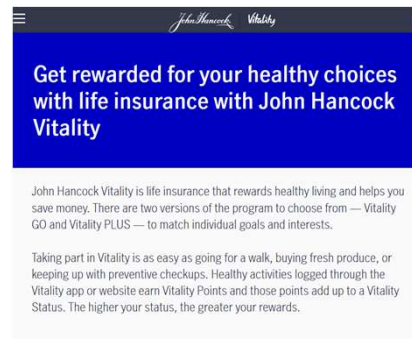 John Hancock Vitality
Get rewarded for your healthy choices
with life insurance with John Hancock
Vitality
John Hancock Vitality is life insurance that rewards healthy living and helps you
save money. There are two versions of the program to choose from — Vitality
GO and Vitality PLUS — to match individual goals and interests.
Taking part in Vitality is as easy as going for a walk, buying fresh produce, or
keeping up with preventive checkups. Healthy activities logged through the
Vitality app or website earn Vitality Points and those points add up to a Vitality
Status. The higher your status, the greater your rewards.